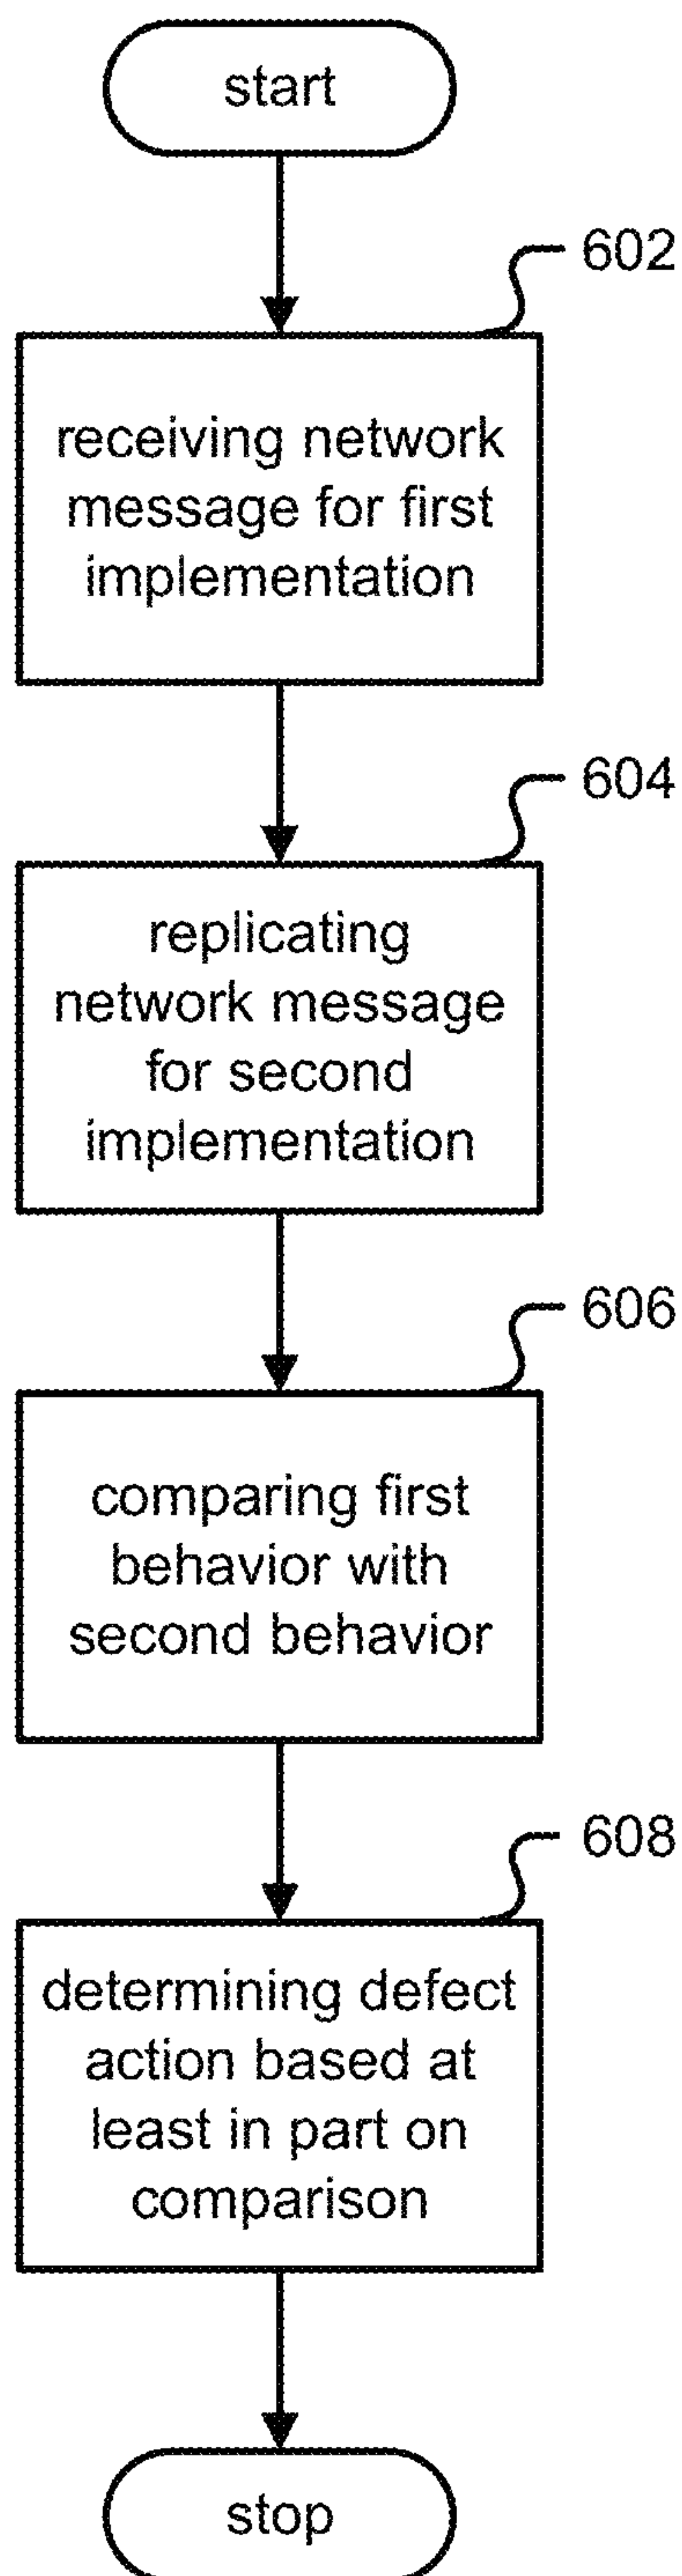 start
602
receiving network
message for first
implementation
604
replicating
network message
for second
implementation
606
comparing first
behavior with
second behavior
608
determining defect
action based at
least in part on
comparison
stop